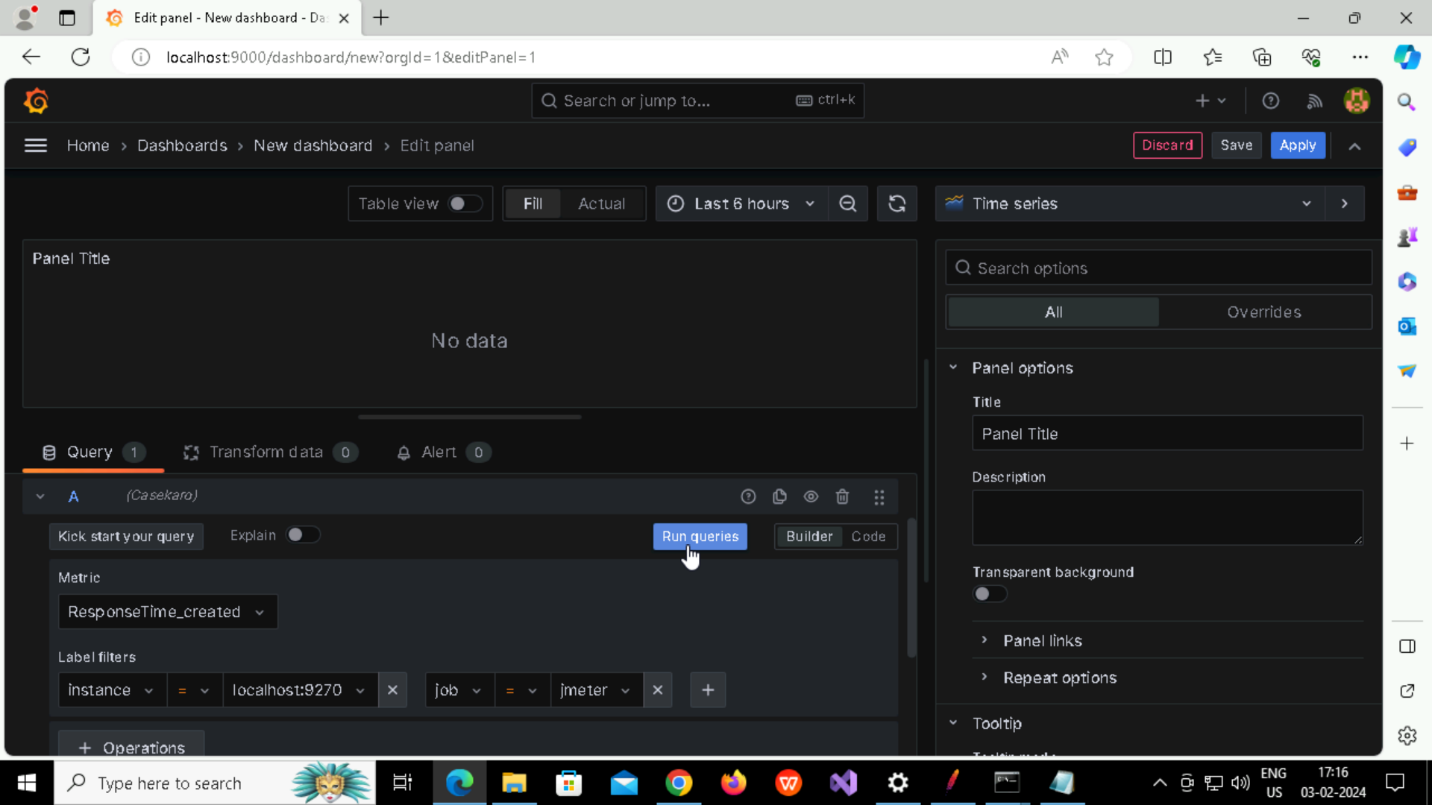 Edit panel - New dashboard - Da
localhost:9000/dashboard/new?orgId=1&editPanel=1
Search or jump to...
ctrl+k
Home › Dashboards › New dashboard › Edit panel
Discard
Save
Apply
Table view
Fill
Actual
Last 6 hours
Time series
Panel Title
No data
Search options
All
Overrides
Panel options
Title
Panel Title
Description
Transparent background
Panel links
Repeat options
Tooltip
Query 1
Transform data 0
Alert 0
A (Casekaro)
Kick start your query
Explain
Run queries
Builder
Code
Metric
ResponseTime_created
Label filters
instance = localhost:9270
job = jmeter
+ Operations
Type here to search
ENG
US
17:16
03-02-2024